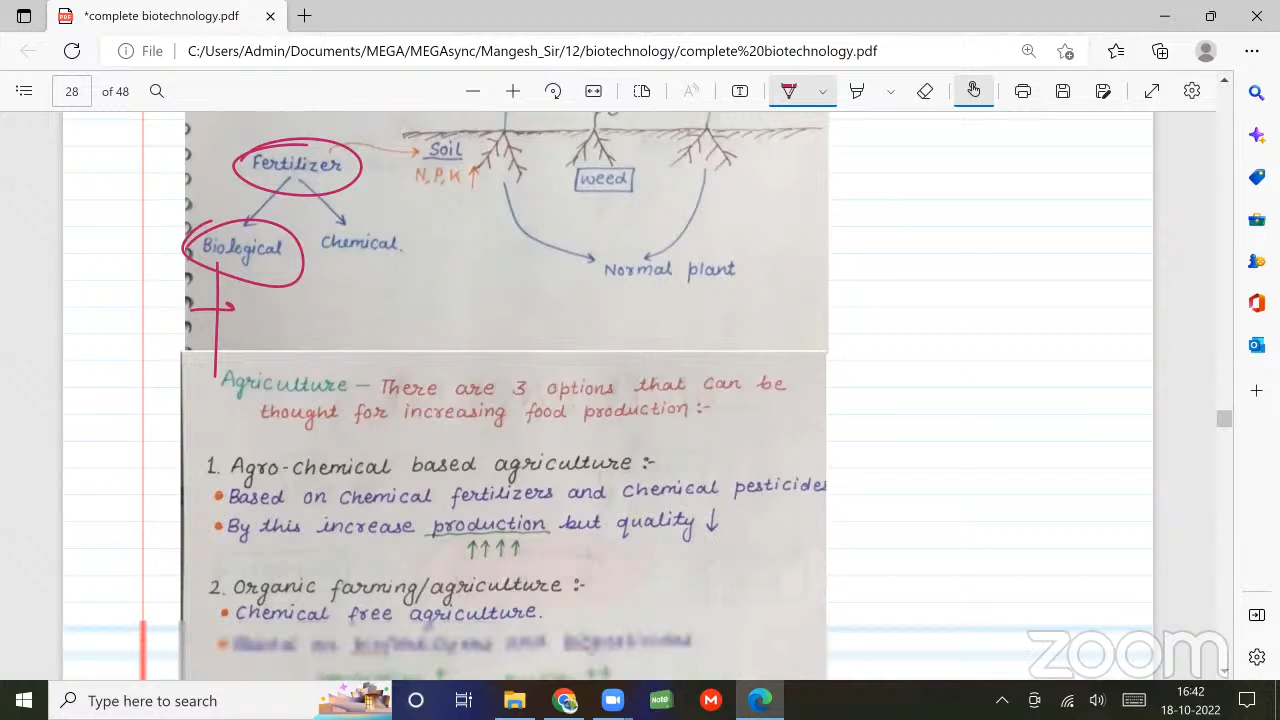 *complete biotechnology.pdf
File C:/Users/Admin/Documents/MEGA/MEGAsync/Mangesh_Sir/12/biotechnology/complete%20biotechnology.pdf
28 of 48
Fertilizer
Soil
N, P, K ↑
weed
Biological
Chemical.
Normal plant
Agriculture - There are 3 options that can be
thought for increasing food production :-
1. Agro-chemical based agriculture :-
• Based on chemical fertilizers and chemical pesticides
• By this increase production but quality ↓
↑↑↑↑
2. Organic farming/agriculture :-
• Chemical free agriculture.
zoom
Type here to search
note
16:42
18-10-2022